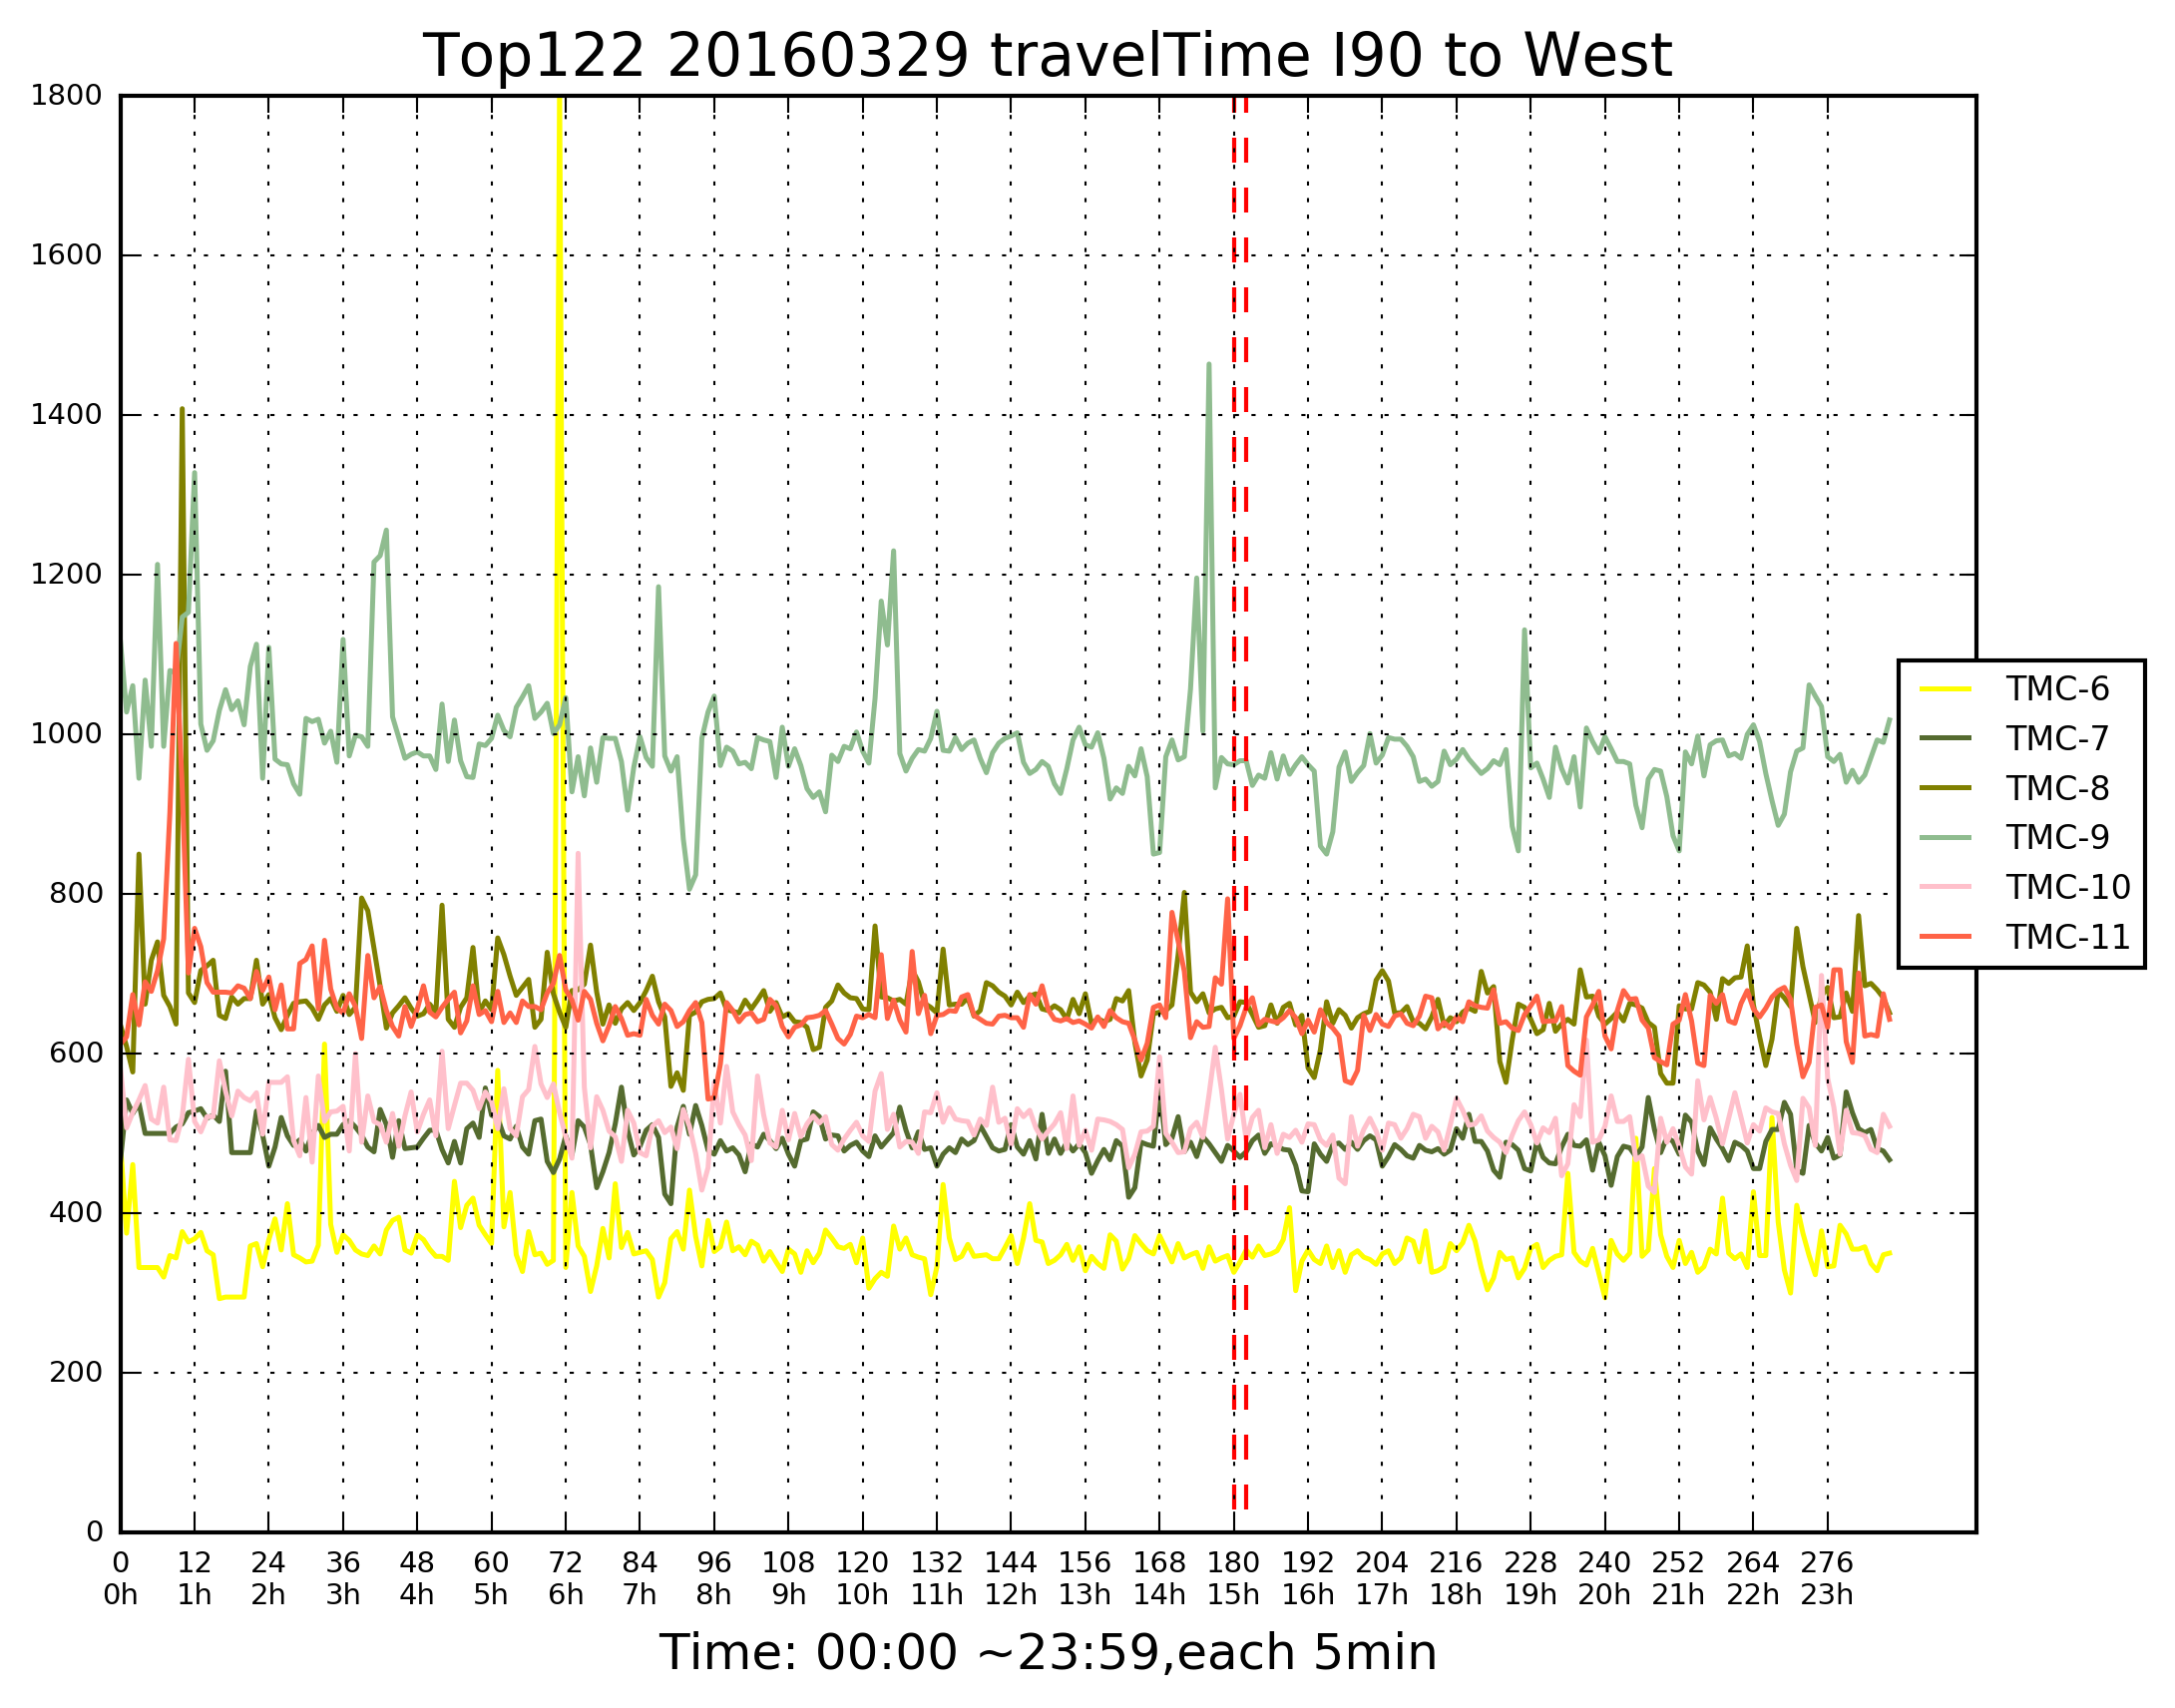 Top122 20160329 travelTime I90 to West
1800
1600
1400
1200
1000
800
600
400
200
0
TMC-6
TMC-7
TMC-8
TMC-9
TMC-10
TMC-11
0 12 24 36 48 60 72 84 96 108 120 132 144 156 168 180 192 204 216 228 240 252 264 276
0h 1h 2h 3h 4h 5h 6h 7h 8h 9h 10h 11h 12h 13h 14h 15h 16h 17h 18h 19h 20h 21h 22h 23h
Time: 00:00 ~23:59,each 5min